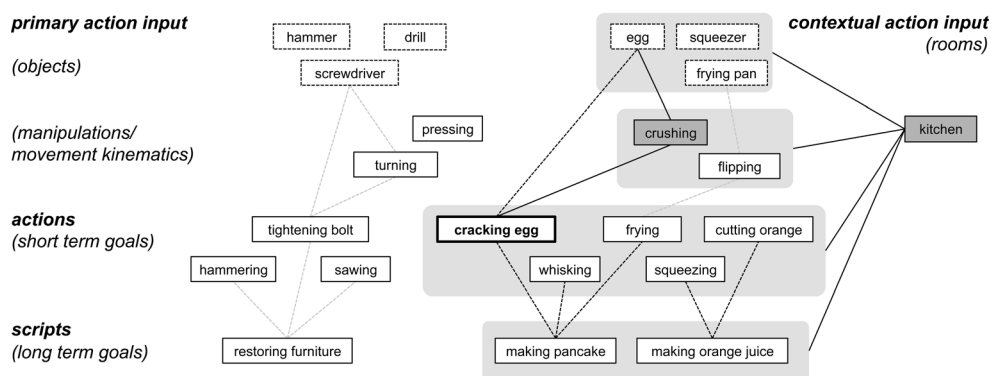 primary action input
hammer
drill
egg
squeezer
contextual action input
(rooms)
(objects)
screwdriver
frying pan
(manipulations/
movement kinematics)
pressing
crushing
kitchen
turning
flipping
actions
(short term goals)
tightening bolt
cracking egg
frying
cutting orange
hammering
sawing
whisking
squeezing
scripts
(long term goals)
restoring furniture
making pancake
making orange juice